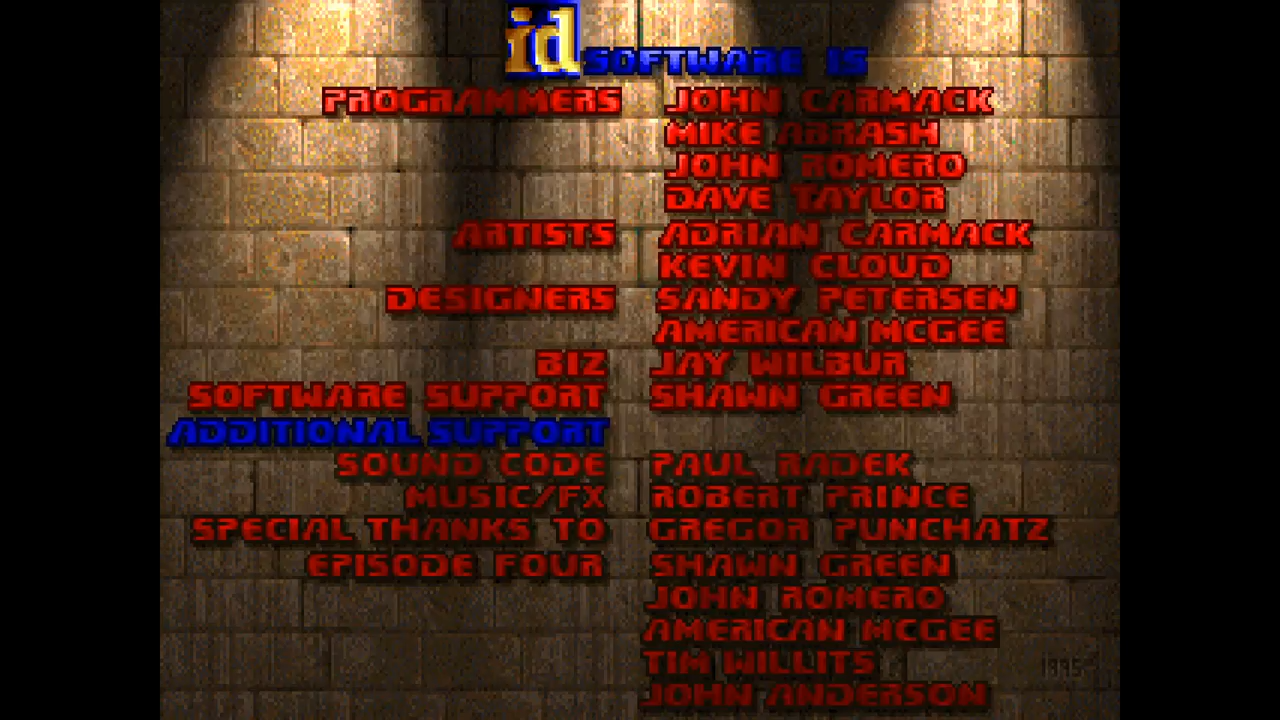 id SOFTWARE IS
PROGRAMMERS JOHN CARMACK
MIKE ABRASH
JOHN ROMERO
DAVE TAYLOR
ARTISTS ADRIAN CARMACK
KEVIN CLOUD
DESIGNERS SANDY PETERSEN
AMERICAN MCGEE
BIZ JAY WILBUR
SOFTWARE SUPPORT SHAWN GREEN
ADDITIONAL SUPPORT
SOUND CODE PAUL RADEK
MUSIC/FX ROBERT PRINCE
SPECIAL THANKS TO GREGOR PUNCHATZ
EPISODE FOUR SHAWN GREEN
JOHN ROMERO
AMERICAN MCGEE
TIM WILLITS
JOHN ANDERSON